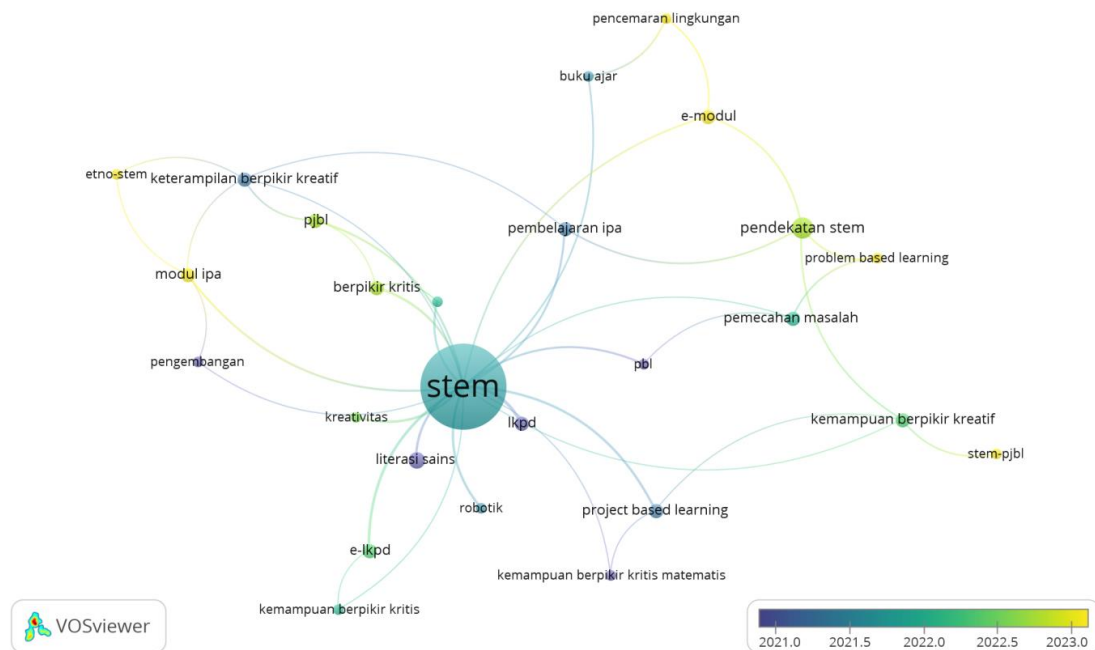 pencemaran lingkungan
buku ajar
e-modul
etno-stem
keterampilan berpikir kreatif
pjbl
pembelajaran ipa
pendekatan stem
problem based learning
modul ipa
berpikir kritis
pemecahan masalah
pengembangan
pbl
stem
kreativitas
lkpd
kemampuan berpikir kreatif
literasi sains
stem-pjbl
robotik
project based learning
e-lkpd
kemampuan berpikir kritis matematis
kemampuan berpikir kritis
VOSviewer
2021.0 2021.5 2022.0 2022.5 2023.0